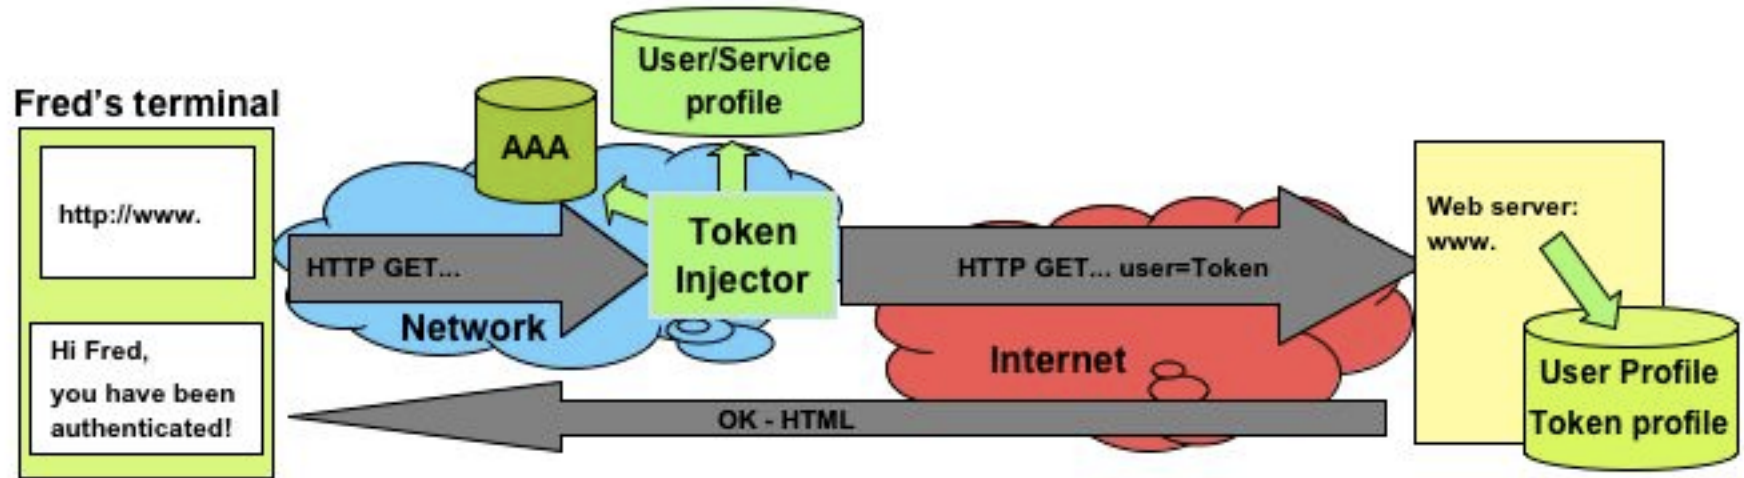 Fred's terminal
http://www.
Hi Fred,
you have been
authenticated!
AAA
User/Service
profile
HTTP GET...
Network
Token
Injector
HTTP GET... user=Token
Internet
OK - HTML
Web server:
www.
User Profile
Token profile